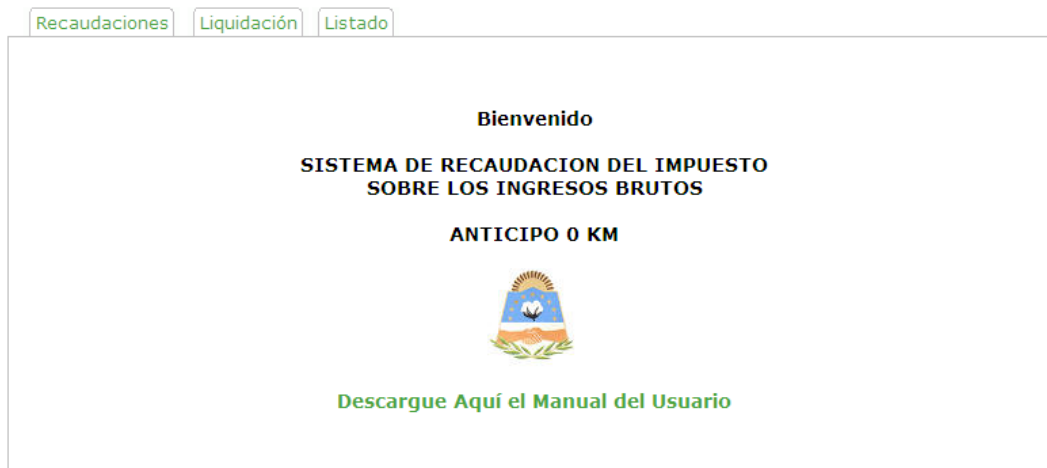 Recaudaciones Liquidación Listado
Bienvenido
SISTEMA DE RECAUDACION DEL IMPUESTO
SOBRE LOS INGRESOS BRUTOS
ANTICIPO 0 KM
Descargue Aquí el Manual del Usuario